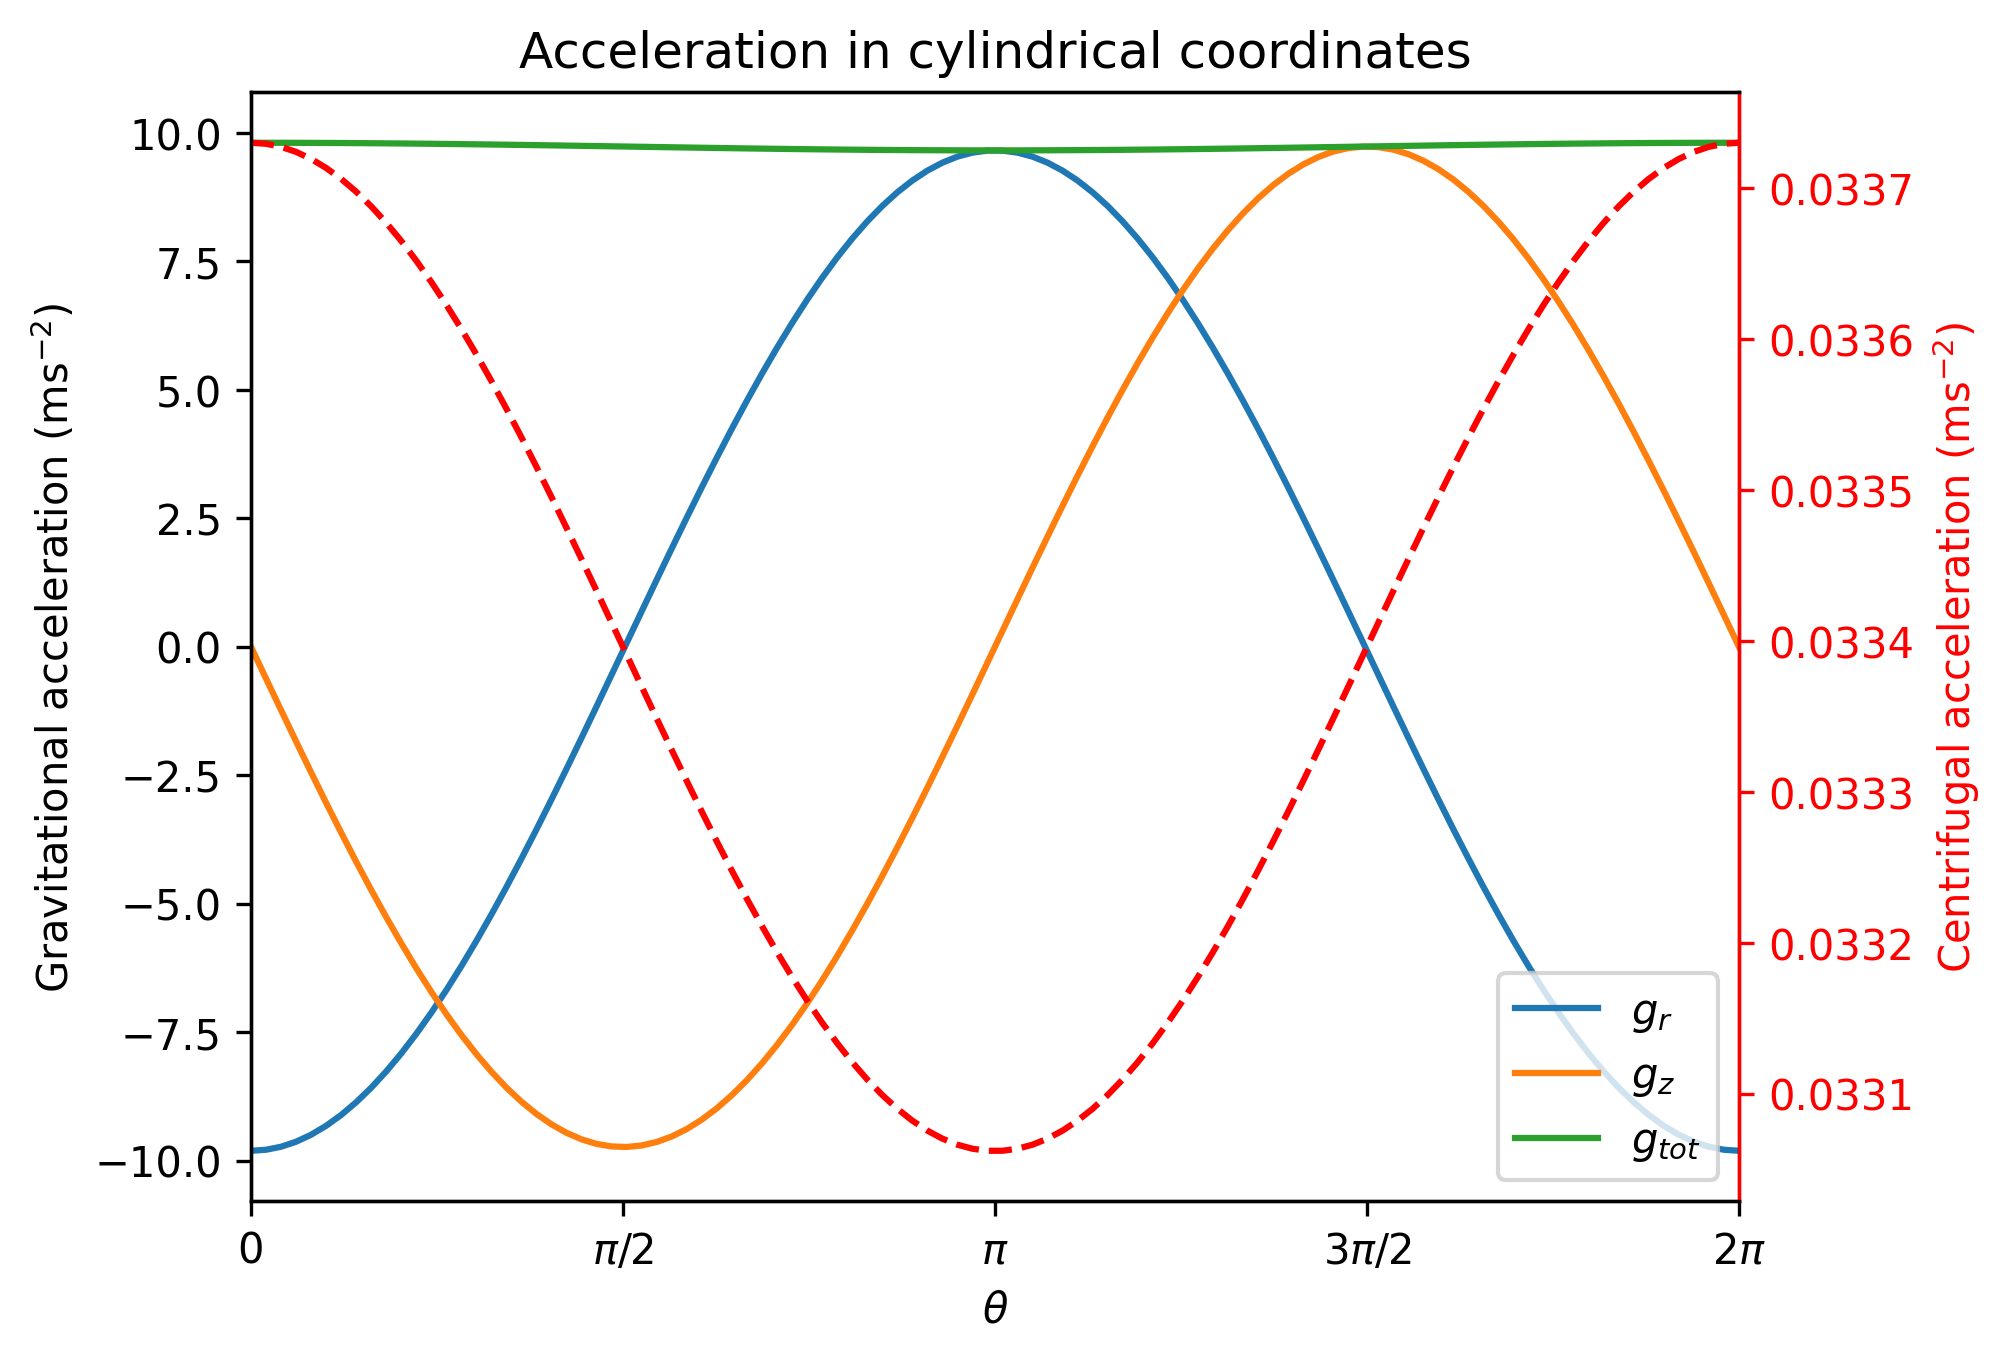 Acceleration in cylindrical coordinates
Gravitational acceleration (ms⁻²)
10.0
7.5
5.0
2.5
0.0
−2.5
−5.0
−7.5
−10.0
0.0337
0.0336
0.0335
0.0334
0.0333
0.0332
0.0331
Centrifugal acceleration (ms⁻²)
g_r
g_z
g_tot
0 π/2 π 3π/2 2π
θ